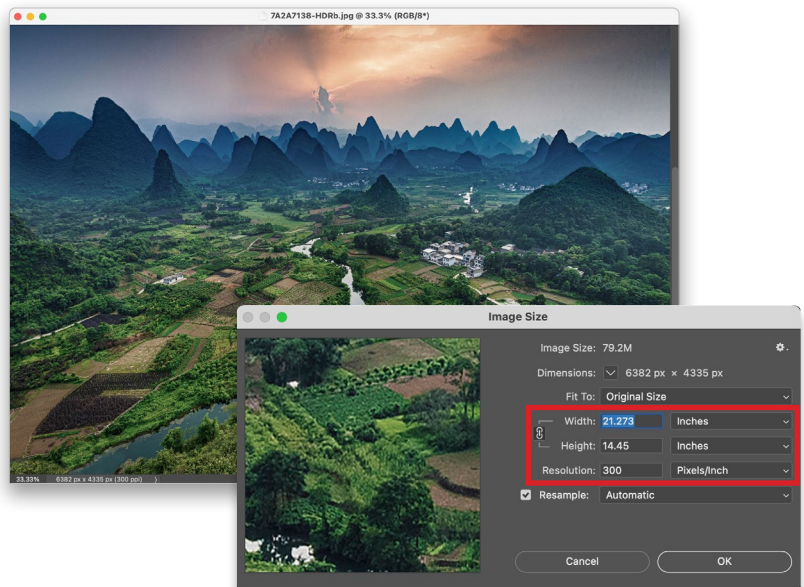 7A2A7138-HDRb.jpg @ 33.3% (RGB/8*)
33.33% 6382 px x 4335 px (300 ppi)
Image Size
Image Size: 79.2M
Dimensions: 6382 px × 4335 px
Fit To: Original Size
Width: 21.273 Inches
Height: 14.45 Inches
Resolution: 300 Pixels/Inch
Resample: Automatic
Cancel OK